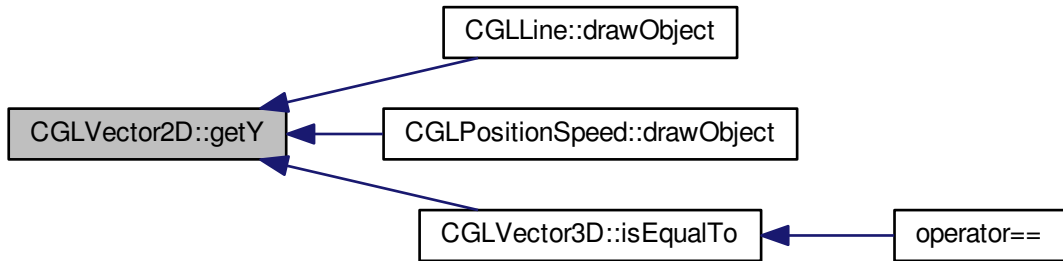 CGLLine::drawObject
CGLVector2D::getY
CGLPositionSpeed::drawObject
CGLVector3D::isEqualTo
operator==